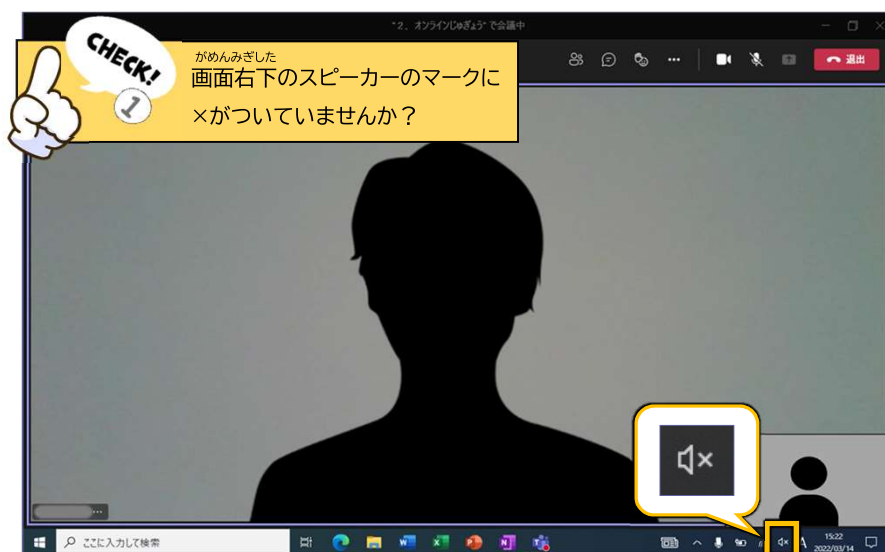 "2．オンラインじゅぎょう"で会議中
CHECK!
1
がめんみぎした
画面右下のスピーカーのマークに
×がついていませんか？
退出
ここに入力して検索
A
15:22
2022/03/14